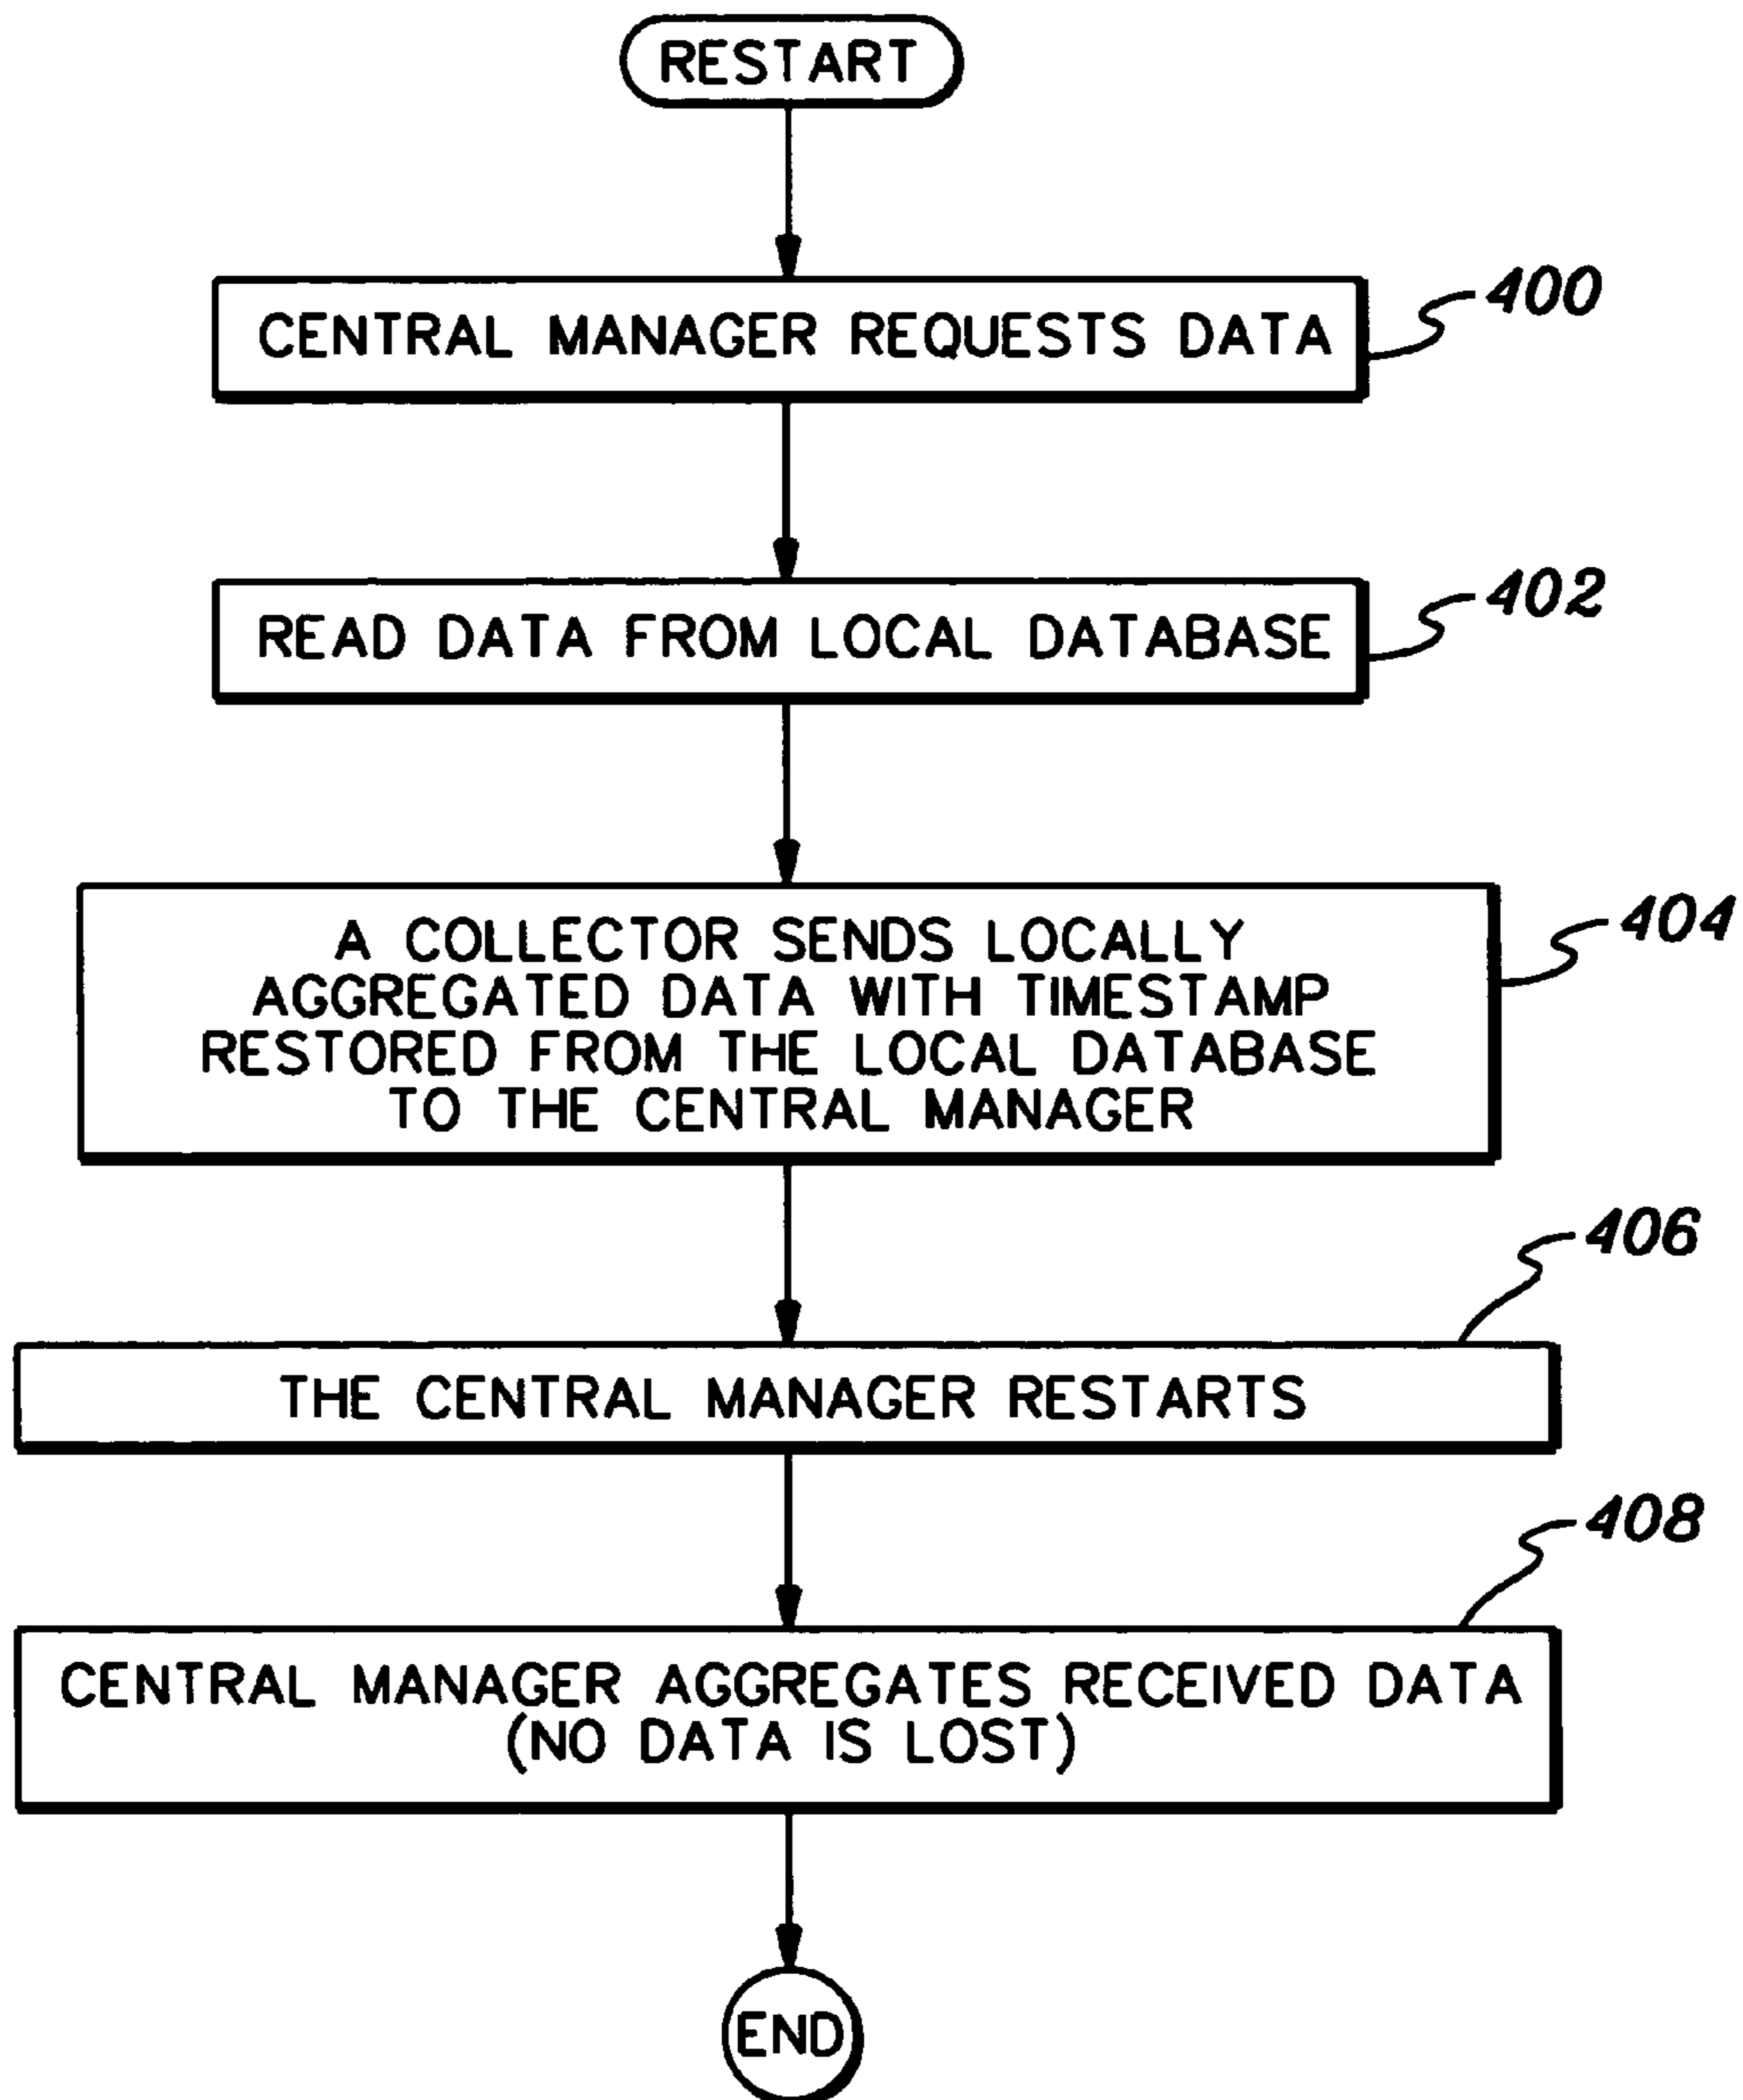 RESTART
CENTRAL MANAGER REQUESTS DATA
400
READ DATA FROM LOCAL DATABASE
402
A COLLECTOR SENDS LOCALLY
AGGREGATED DATA WITH TIMESTAMP
RESTORED FROM THE LOCAL DATABASE
TO THE CENTRAL MANAGER
404
THE CENTRAL MANAGER RESTARTS
406
CENTRAL MANAGER AGGREGATES RECEIVED DATA
(NO DATA IS LOST)
408
END